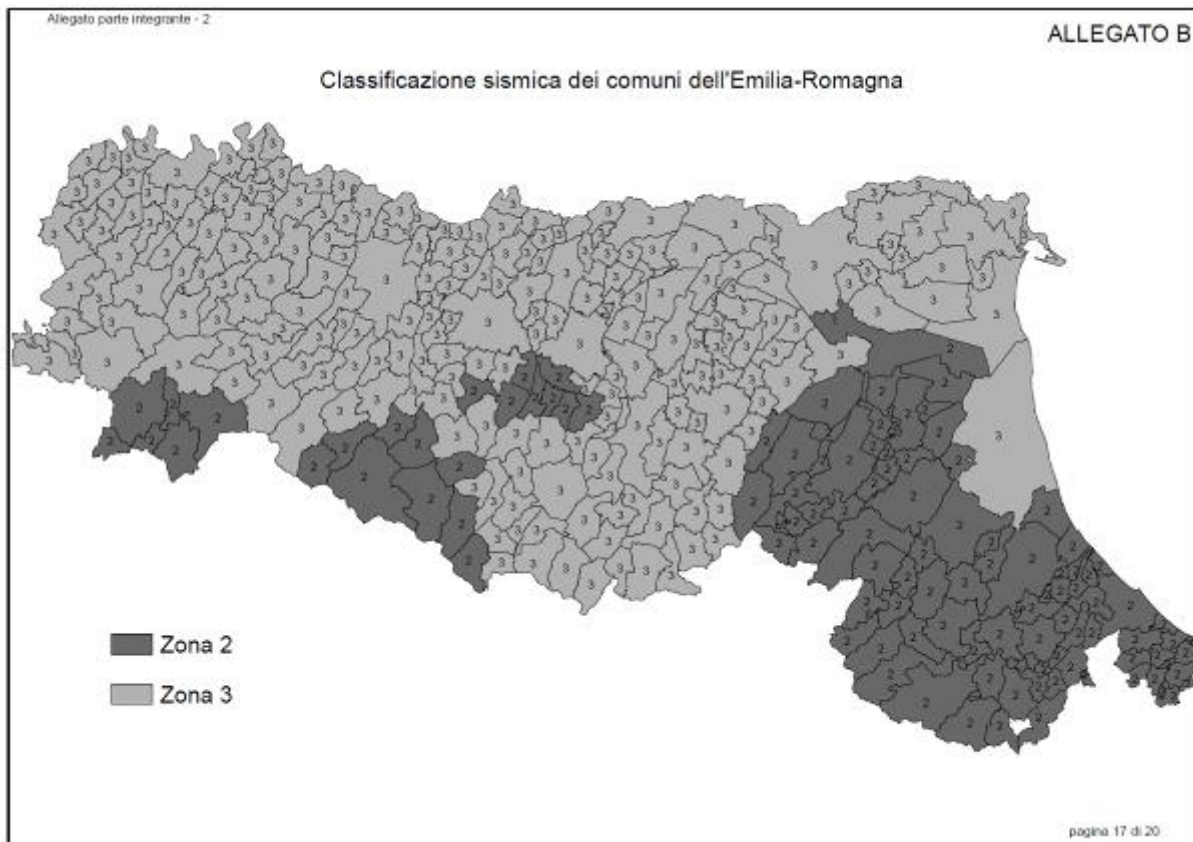 Allegato parte integrante - 2
ALLEGATO B
Classificazione sismica dei comuni dell'Emilia-Romagna
Zona 2
Zona 3
pagina 17 di 20